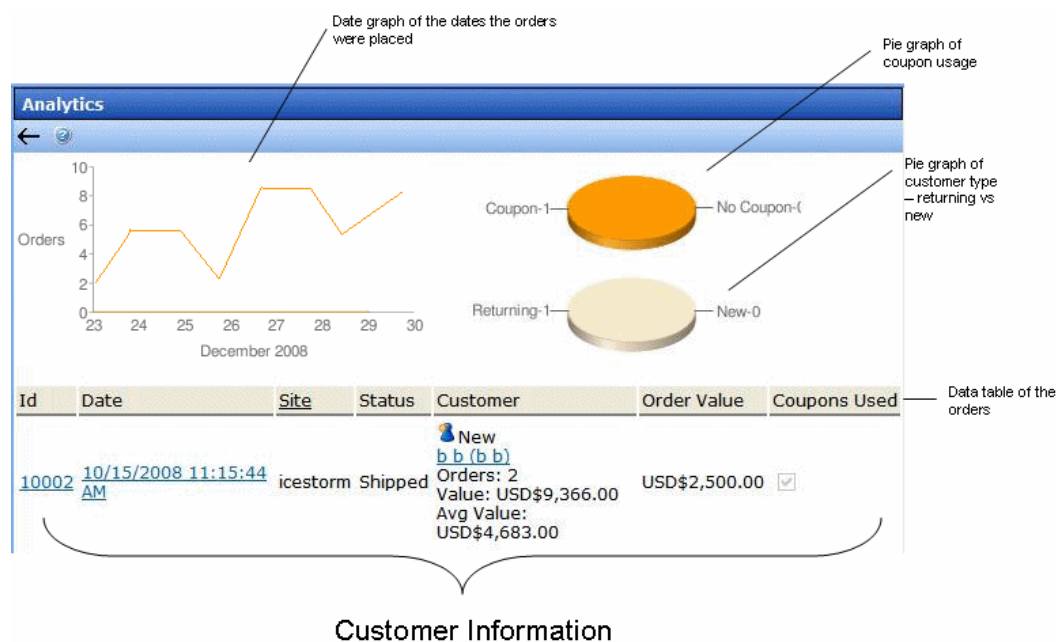 Date graph of the dates the orders
were placed
Pie graph of
coupon usage
Analytics
Pie graph of
customer type
– returning vs
new
10
8
6
4
2
0
Orders
23 24 25 26 27 28 29 30
December 2008
Coupon-1
No Coupon-(
Returning-1
New-0
Data table of the
orders
Id Date Site Status Customer Order Value Coupons Used
10002
10/15/2008 11:15:44
AM
icestorm
Shipped
New
b b (b b)
Orders: 2
Value: USD$9,366.00
Avg Value:
USD$4,683.00
USD$2,500.00
Customer Information